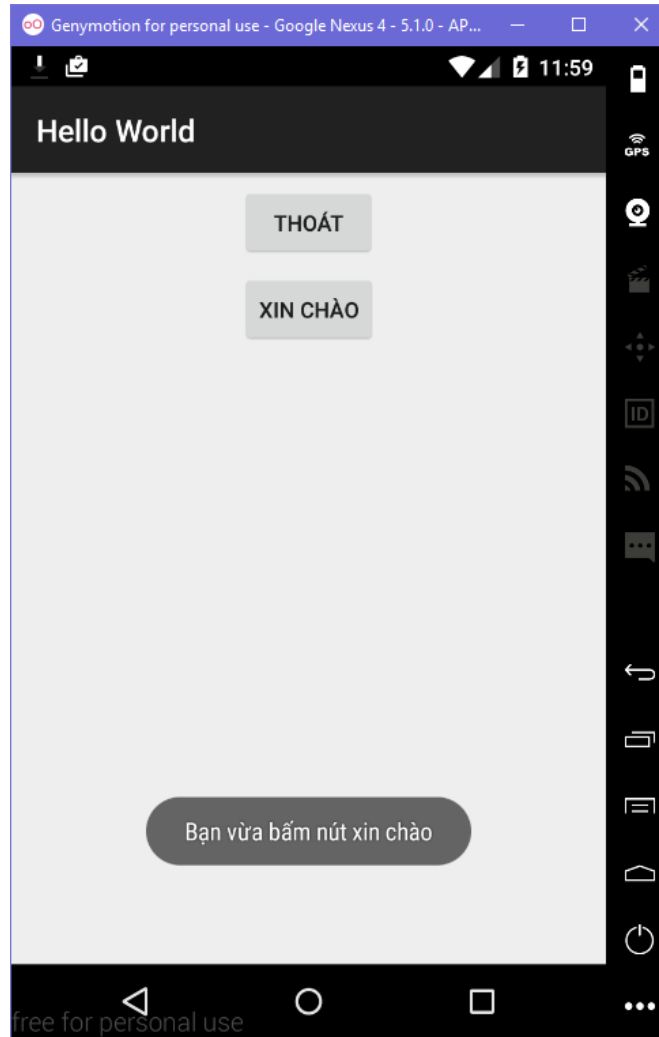 Genymotion for personal use - Google Nexus 4 - 5.1.0 - AP...
11:59
Hello World
GPS
THOÁT
XIN CHÀO
ID
Bạn vừa bấm nút xin chào
free for personal use